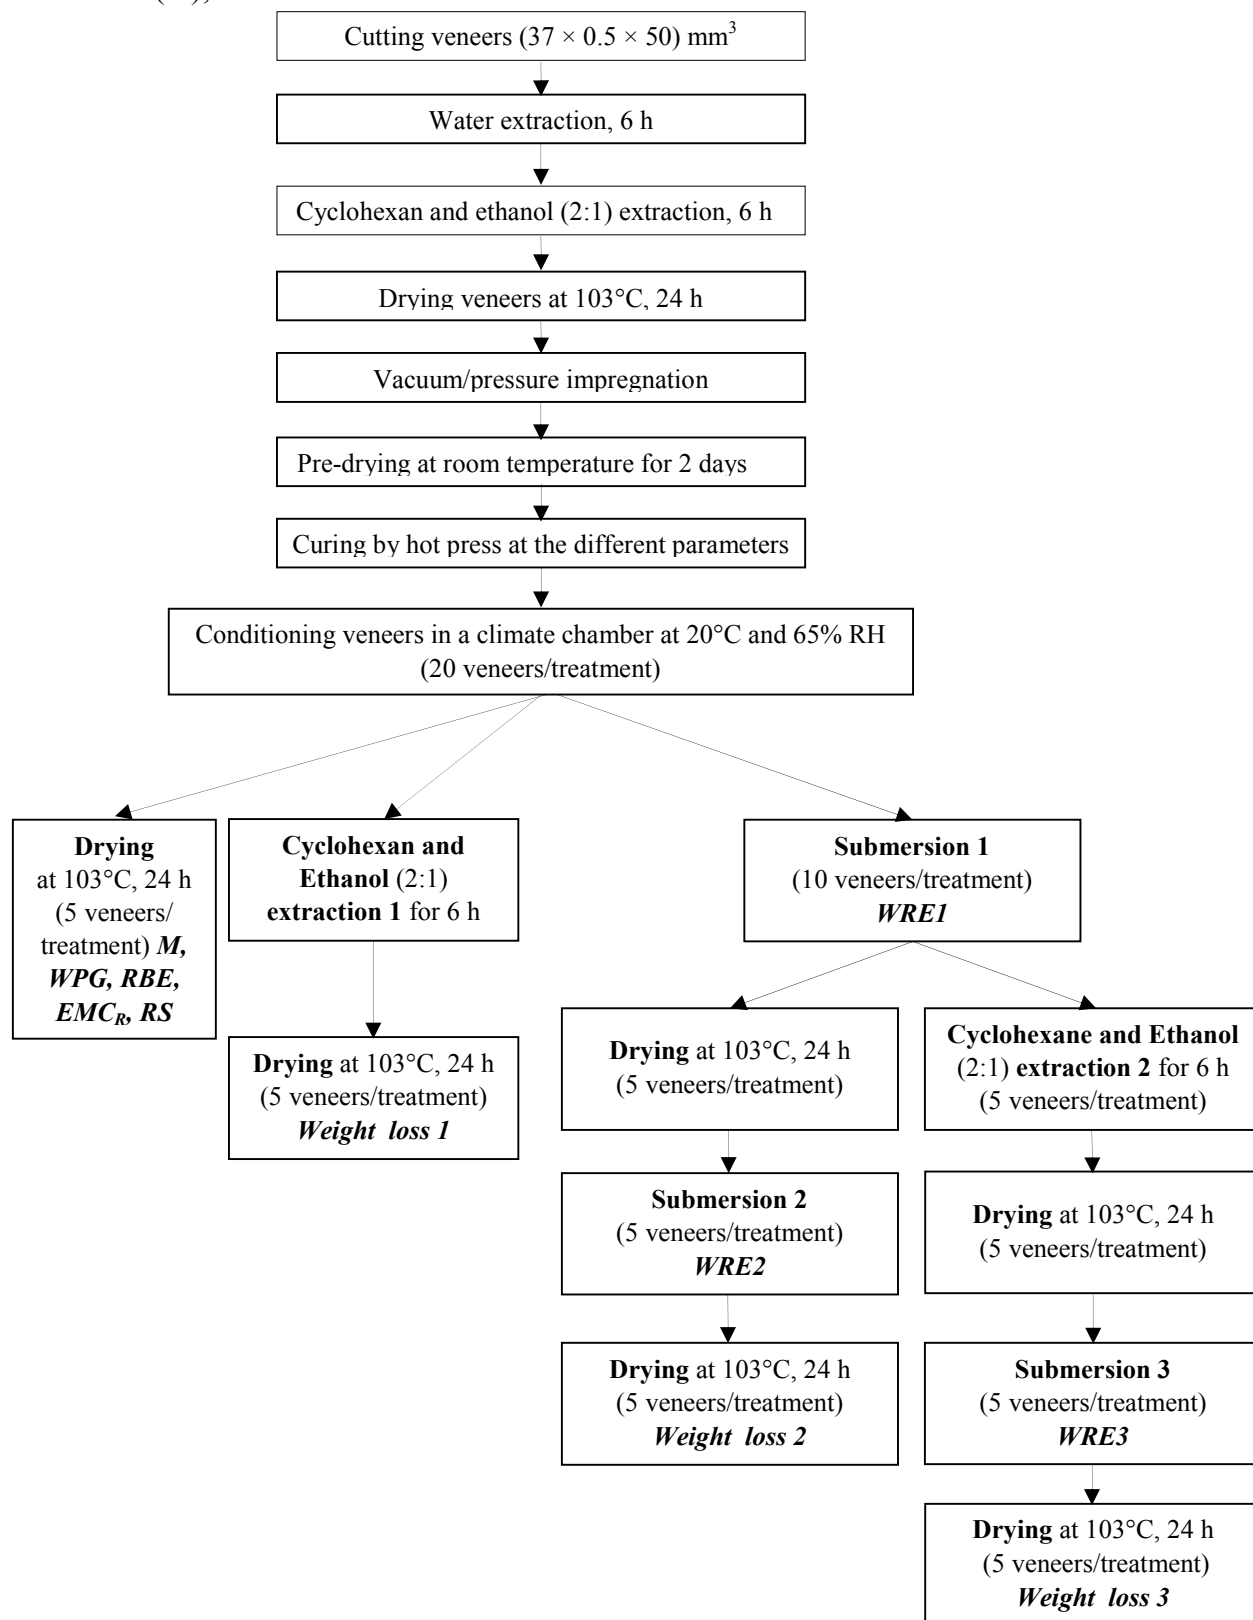 Cutting veneers (37 × 0.5 × 50) mm³
Water extraction, 6 h
Cyclohexan and ethanol (2:1) extraction, 6 h
Drying veneers at 103°C, 24 h
Vacuum/pressure impregnation
Pre-drying at room temperature for 2 days
Curing by hot press at the different parameters
Conditioning veneers in a climate chamber at 20°C and 65% RH
(20 veneers/treatment)
Drying
at 103°C, 24 h
(5 veneers/
treatment) M,
WPG, RBE,
EMC_R, RS
Cyclohexan and
Ethanol (2:1)
extraction 1 for 6 h
Drying at 103°C, 24 h
(5 veneers/treatment)
Weight loss 1
Submersion 1
(10 veneers/treatment)
WRE1
Drying at 103°C, 24 h
(5 veneers/treatment)
Submersion 2
(5 veneers/treatment)
WRE2
Drying at 103°C, 24 h
(5 veneers/treatment)
Weight loss 2
Cyclohexane and Ethanol
(2:1) extraction 2 for 6 h
(5 veneers/treatment)
Drying at 103°C, 24 h
(5 veneers/treatment)
Submersion 3
(5 veneers/treatment)
WRE3
Drying at 103°C, 24 h
(5 veneers/treatment)
Weight loss 3